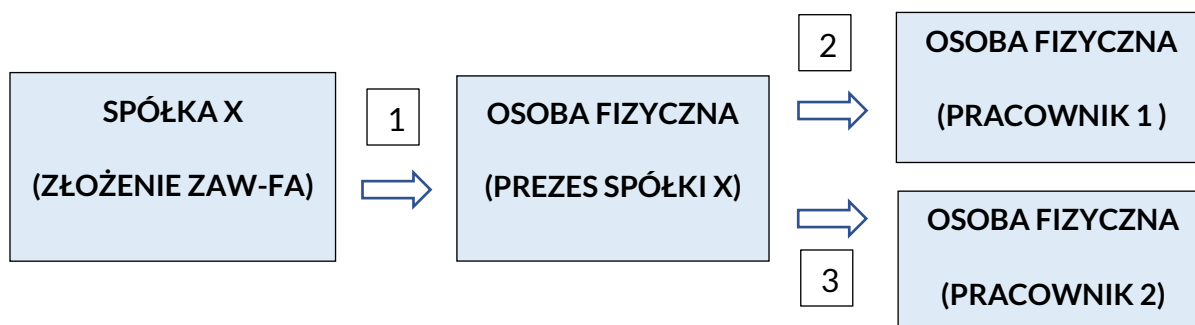 SPÓŁKA X
(ZŁOŻENIE ZAW-FA)
1
OSOBA FIZYCZNA
(PREZES SPÓŁKI X)
2
OSOBA FIZYCZNA
(PRACOWNIK 1 )
3
OSOBA FIZYCZNA
(PRACOWNIK 2)